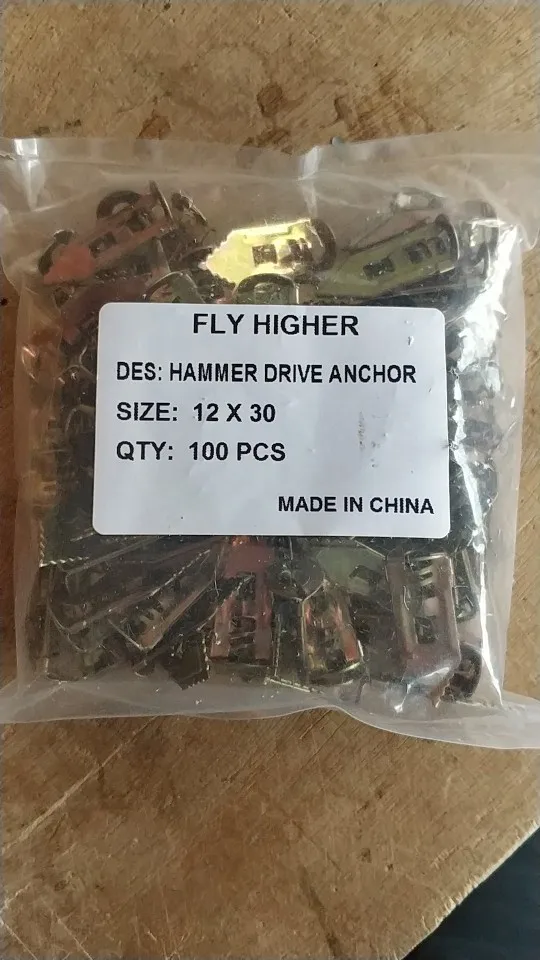 FLY HIGHER
DES: HAMMER DRIVE ANCHOR
SIZE: 12 X 30
QTY: 100 PCS
MADE IN CHINA